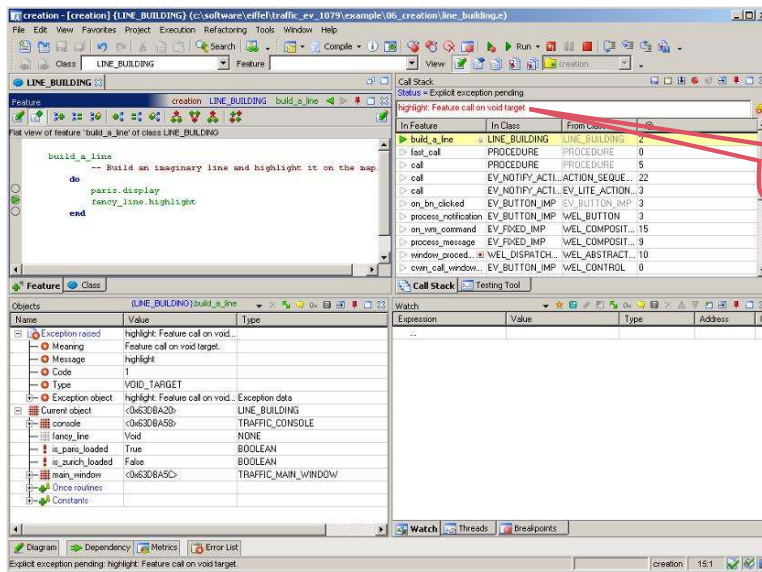 creation - [creation] {LINE_BUILDING} (c:\software\eiffel\traffic_ev_1079\example\06_creation\line_building.e)
File Edit View Favorites Project Execution Refactoring Tools Window Help
Search Compile Run
Class LINE_BUILDING Feature View creation
LINE_BUILDING
Feature creation LINE_BUILDING build_a_line
Flat view of feature `build_a_line' of class LINE_BUILDING
build_a_line
-- Build an imaginary line and highlight it on the map.
do
paris.display
fancy_line.highlight
end
Feature Class
Call Stack
Status = Explicit exception pending
highlight: Feature call on void target.
In Feature In Class From Class @
build_a_line LINE_BUILDING LINE_BUILDING 2
fast_call PROCEDURE PROCEDURE 0
call PROCEDURE PROCEDURE 5
call EV_NOTIFY_ACTI... ACTION_SEQUE... 22
call EV_NOTIFY_ACTI... EV_LITE_ACTION... 3
on_bn_clicked EV_BUTTON_IMP EV_BUTTON_IMP 3
process_notification EV_BUTTON_IMP WEL_BUTTON 3
on_wm_command EV_FIXED_IMP WEL_COMPOSIT... 15
process_message EV_FIXED_IMP WEL_COMPOSIT... 9
window_proced... WEL_DISPATCH... WEL_ABSTRACT... 10
cwin_call_window... EV_BUTTON_IMP WEL_CONTROL 0
Call Stack Testing Tool
Objects {LINE_BUILDING}.build_a_line
Name Value Type
Exception raised highlight: Feature call on void...
Meaning Feature call on void target.
Message highlight
Code 1
Type VOID_TARGET
Exception object highlight: Feature call on void... Exception data
Current object <0x63DBA20> LINE_BUILDING
console <0x63DBA58> TRAFFIC_CONSOLE
fancy_line Void NONE
is_paris_loaded True BOOLEAN
is_zurich_loaded False BOOLEAN
main_window <0x63DBA5C> TRAFFIC_MAIN_WINDOW
Once routines
Constants
Watch
Expression Value Type Address
...
Watch Threads Breakpoints
Diagram Dependency Metrics Error List
Explicit exception pending: highlight: Feature call on void target. creation 15:1